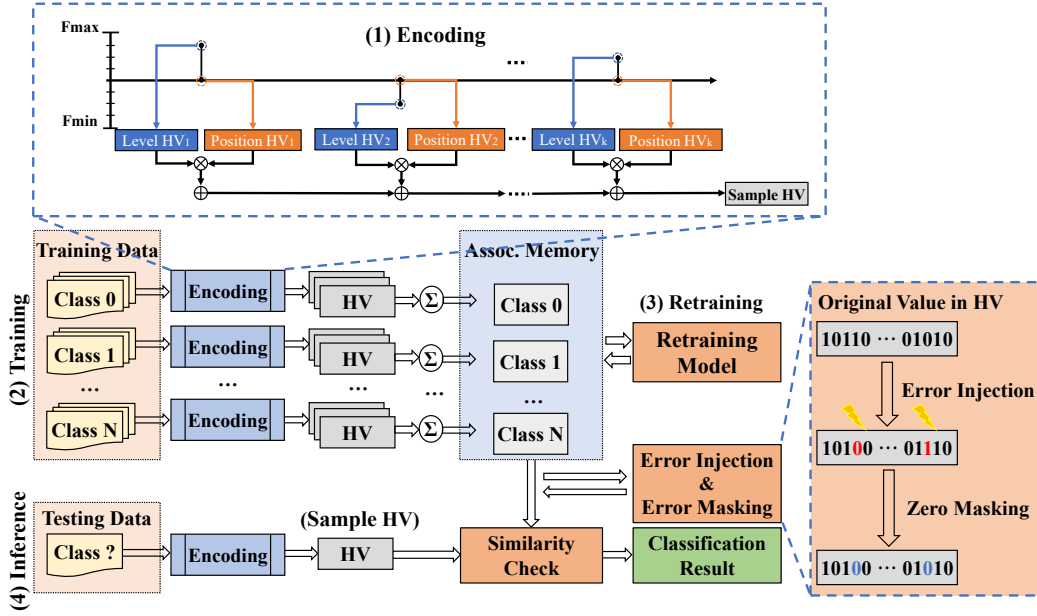 (1) Encoding
Fmax
Fmin
Level HV1 Position HV1 Level HV2 Position HV2 Level HVk Position HVk
Sample HV
(2) Training
Training Data
Assoc. Memory
Class 0 Encoding HV Σ Class 0
Class 1 Encoding HV Σ Class 1
... ... ... ... ...
Class N Encoding HV Σ Class N
(3) Retraining
Retraining
Model
Error Injection
&
Error Masking
(4) Inference
Testing Data
Class ?
Encoding
(Sample HV)
HV
Similarity
Check
Classification
Result
Original Value in HV
10110 ··· 01010
Error Injection
10100 ··· 01110
Zero Masking
10100 ··· 01010